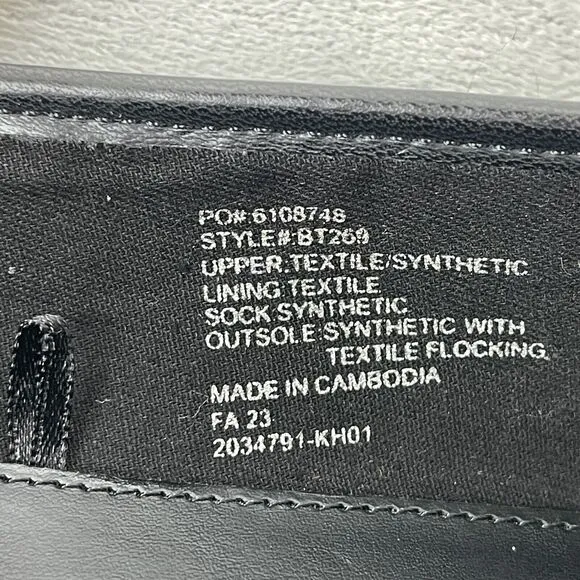 PO#:6108748
STYLE#:BT269
UPPER:TEXTILE/SYNTHETIC
LINING:TEXTILE
SOCK:SYNTHETIC
OUTSOLE:SYNTHETIC WITH
TEXTILE FLOCKING.
MADE IN CAMBODIA
FA 23
2034791-KH01